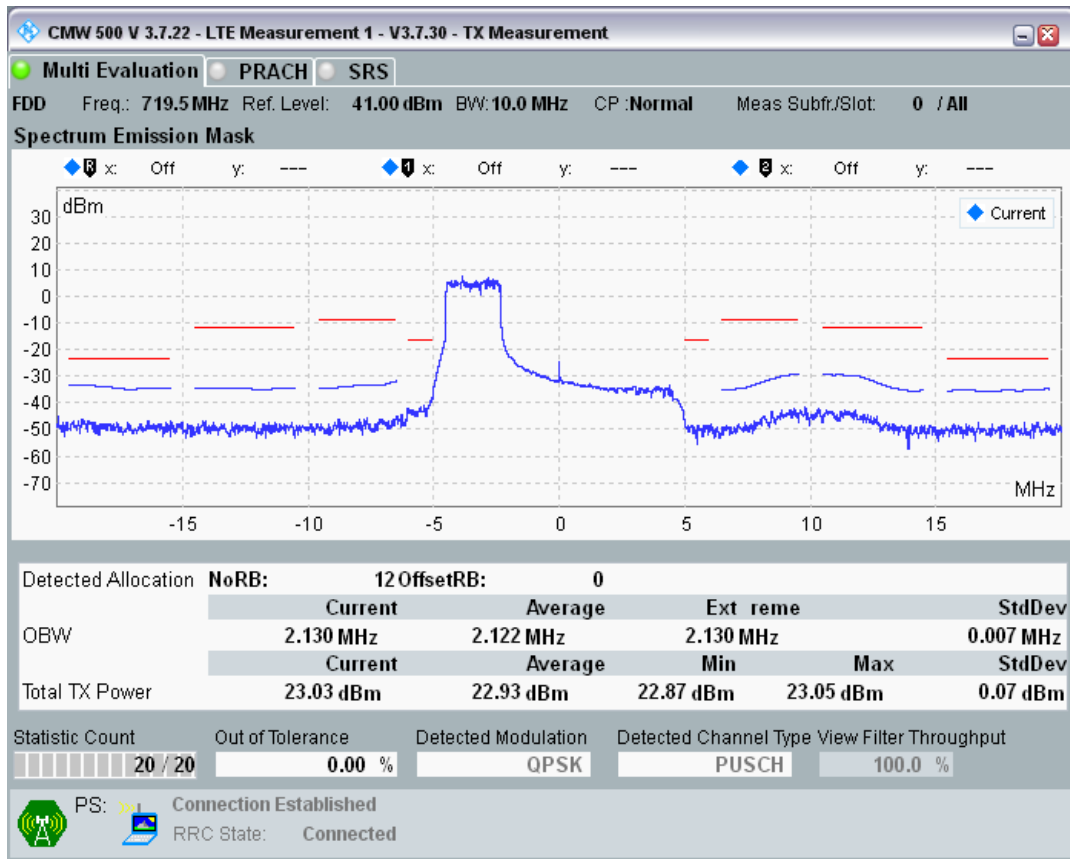 CMW 500 V 3.7.22 - LTE Measurement 1 - V3.7.30 - TX Measurement
Multi Evaluation PRACH SRS
FDD Freq.: 719.5 MHz Ref. Level: 41.00 dBm BW: 10.0 MHz CP :Normal Meas Subfr./Slot: 0 / All
Spectrum Emission Mask
R x: Off y: --- 1 x: Off y: --- 2 x: Off y: ---
dBm
Current
30
20
10
0
-10
-20
-30
-40
-50
-60
-70
MHz
-15 -10 -5 0 5 10 15
Detected Allocation NoRB: 12 OffsetRB: 0
Current Average Ext reme StdDev
OBW 2.130 MHz 2.122 MHz 2.130 MHz 0.007 MHz
Current Average Min Max StdDev
Total TX Power 23.03 dBm 22.93 dBm 22.87 dBm 23.05 dBm 0.07 dBm
Statistic Count Out of Tolerance Detected Modulation Detected Channel Type View Filter Throughput
20 / 20 0.00 % QPSK PUSCH 100.0 %
PS: Connection Established
RRC State: Connected